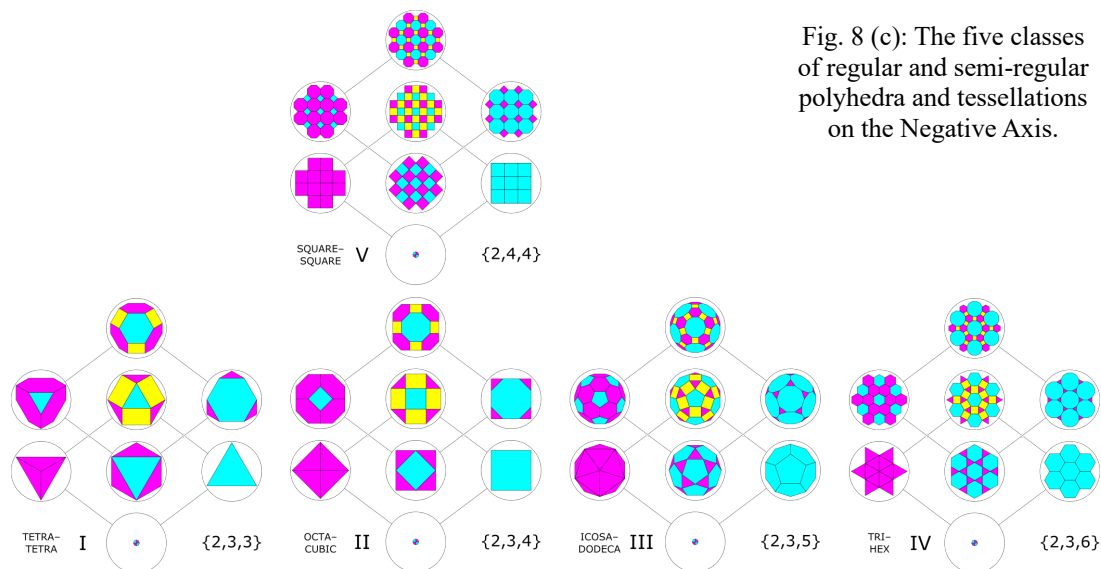 Fig. 8 (c): The five classes
of regular and semi-regular
polyhedra and tessellations
on the Negative Axis.
SQUARE–
SQUARE V {2,4,4}
TETRA–
TETRA I {2,3,3}
OCTA–
CUBIC II {2,3,4}
ICOSA–
DODECA III {2,3,5}
TRI–
HEX IV {2,3,6}